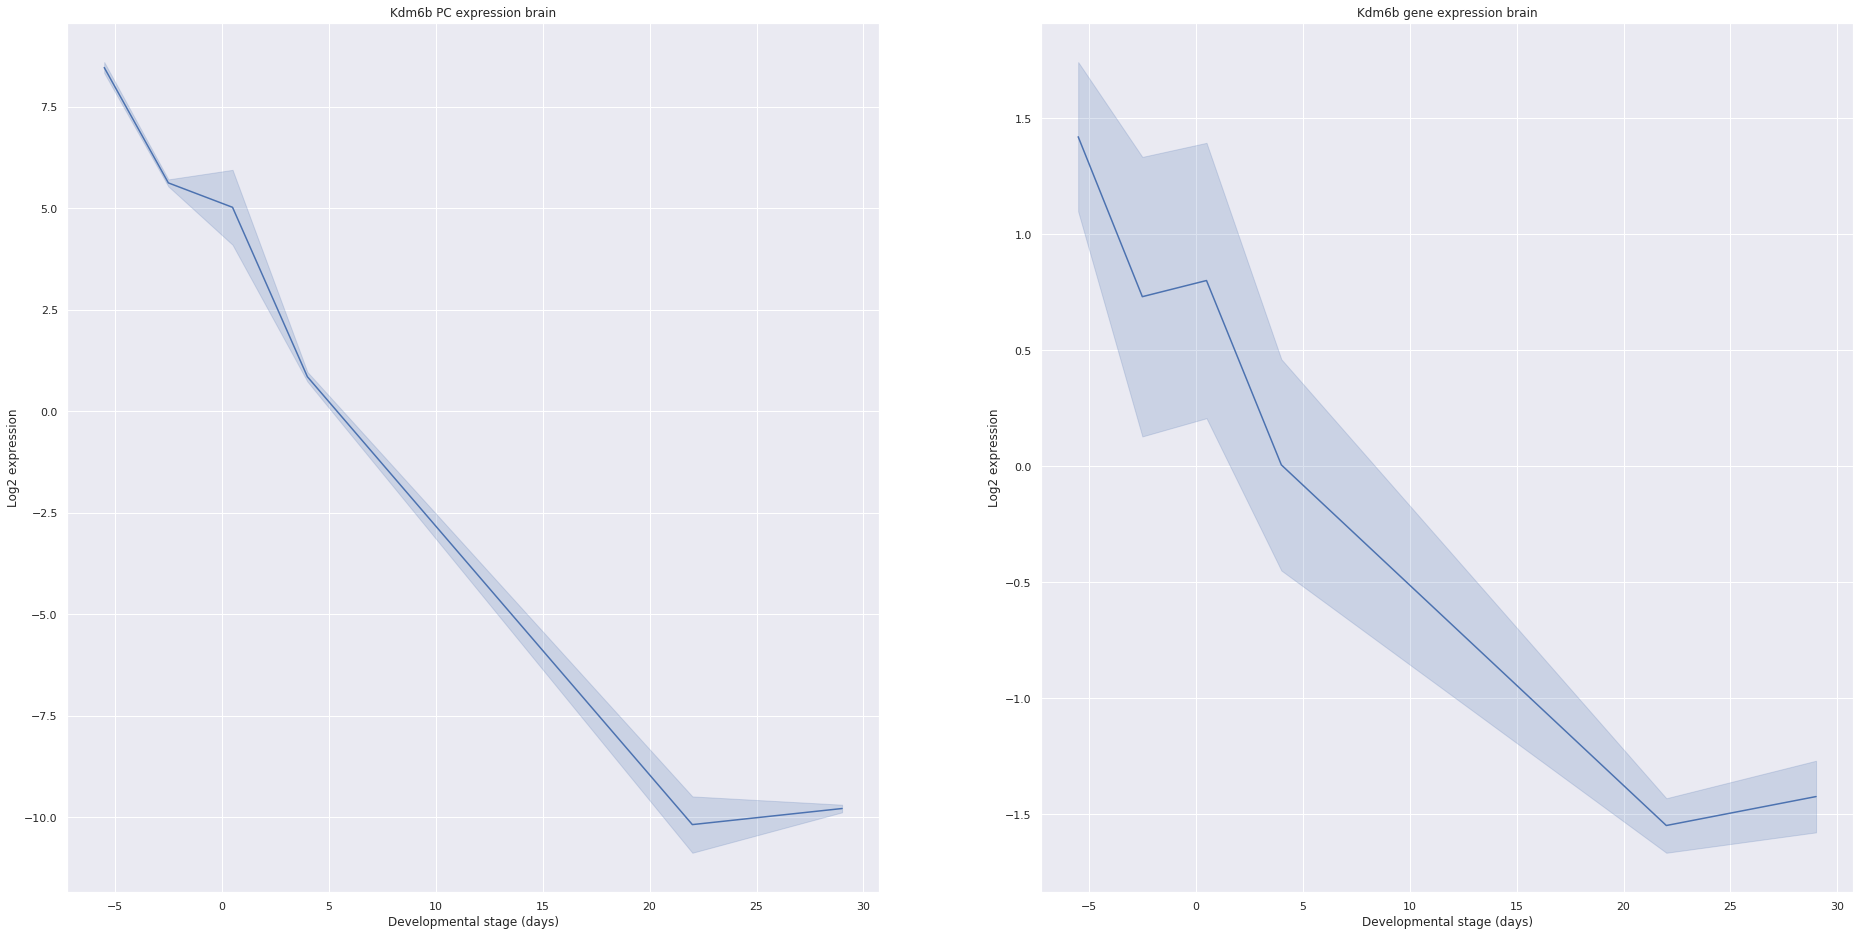 Kdm6b PC expression brain
Log2 expression
7.5
5.0
2.5
0.0
−2.5
−5.0
−7.5
−10.0
−5 0 5 10 15 20 25 30
Developmental stage (days)
Kdm6b gene expression brain
Log2 expression
1.5
1.0
0.5
0.0
−0.5
−1.0
−1.5
−5 0 5 10 15 20 25 30
Developmental stage (days)